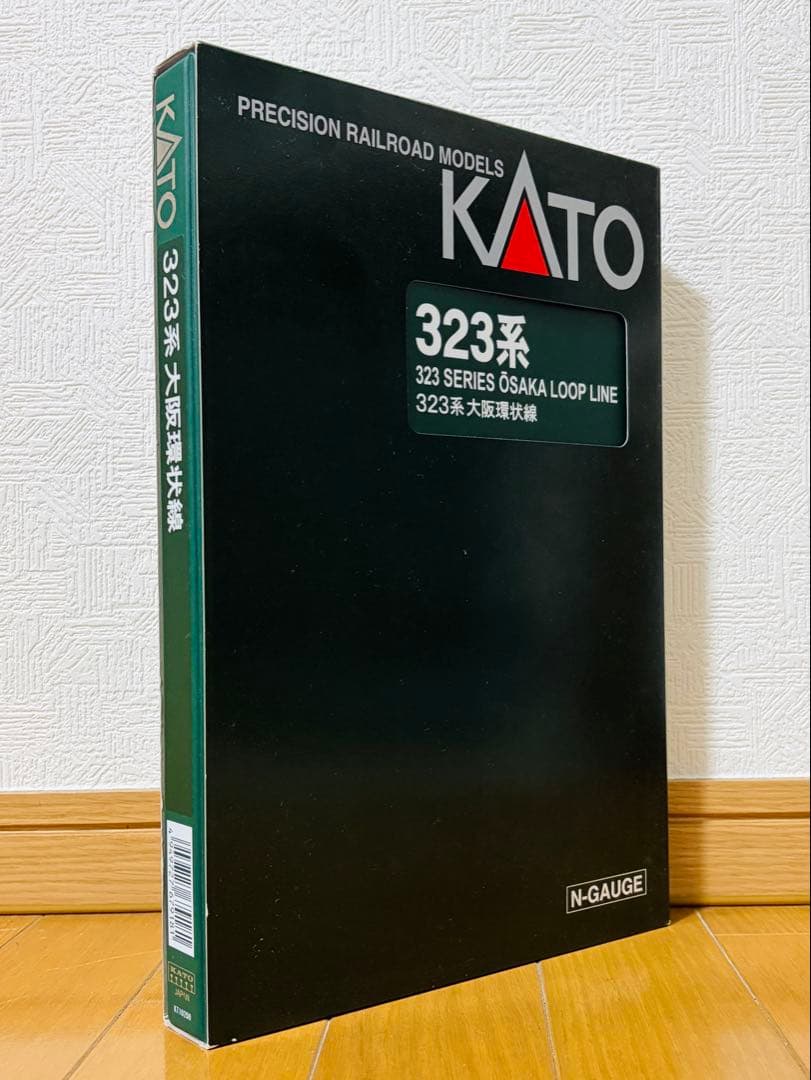 PRECISION RAILROAD MODELS
KATO
323系
323 SERIES ŌSAKA LOOP LINE
323系大阪環状線
N-GAUGE
KATO
323系 大阪環状線
KATO
JAPAN